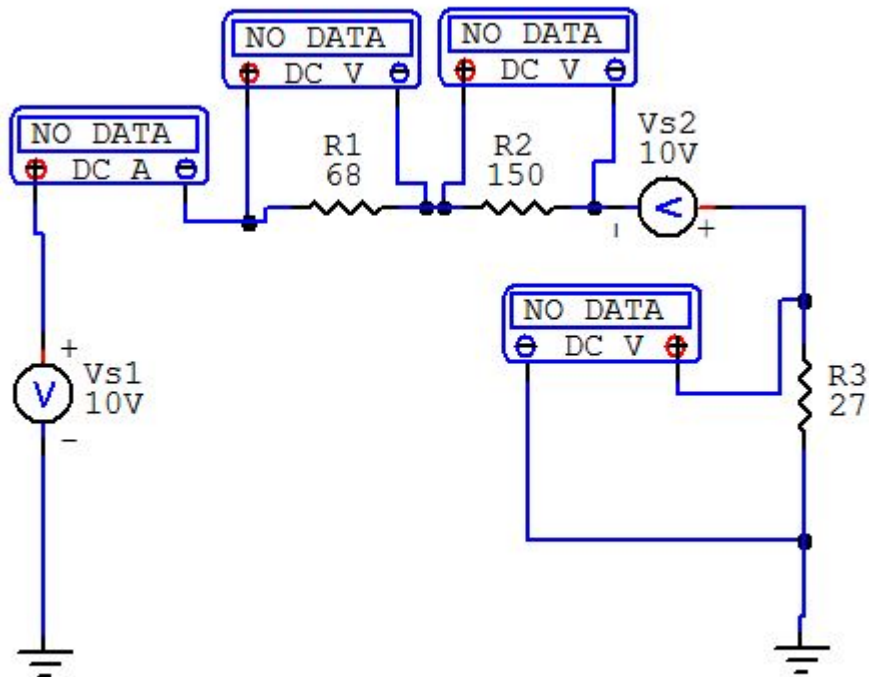 NO DATA
DC V
NO DATA
DC V
NO DATA
DC A
R1
68
R2
150
Vs2
10V
- +
NO DATA
DC V
R3
27
+
Vs1
10V
V
-